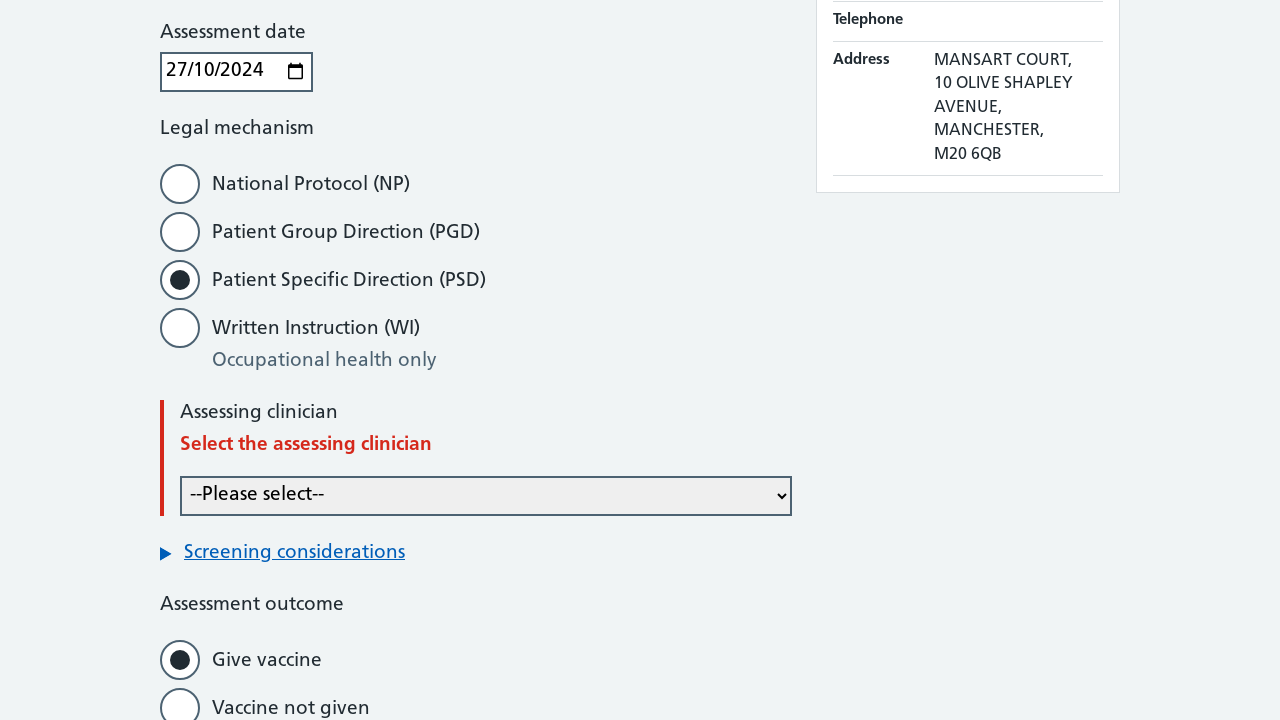 Assessment date
27/10/2024
Legal mechanism
National Protocol (NP)
Patient Group Direction (PGD)
Patient Specific Direction (PSD)
Written Instruction (WI)
Occupational health only
Assessing clinician
Select the assessing clinician
--Please select--
Screening considerations
Assessment outcome
Give vaccine
Vaccine not given
Telephone
Address
MANSART COURT,
10 OLIVE SHAPLEY
AVENUE,
MANCHESTER,
M20 6QB